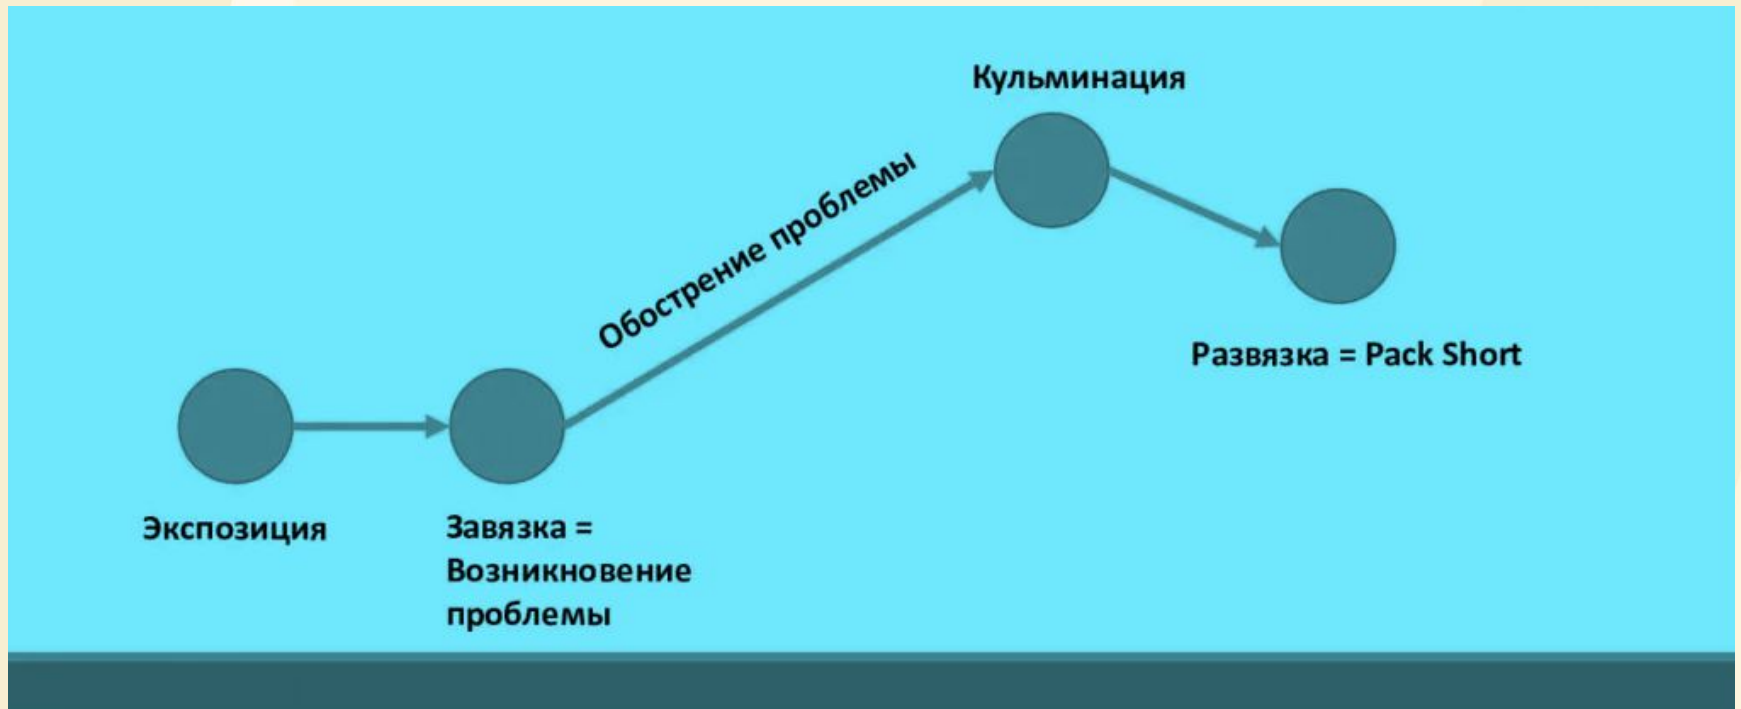 Кульминация
Обострение проблемы
Развязка = Pack Short
Экспозиция
Завязка =
Возникновение
проблемы